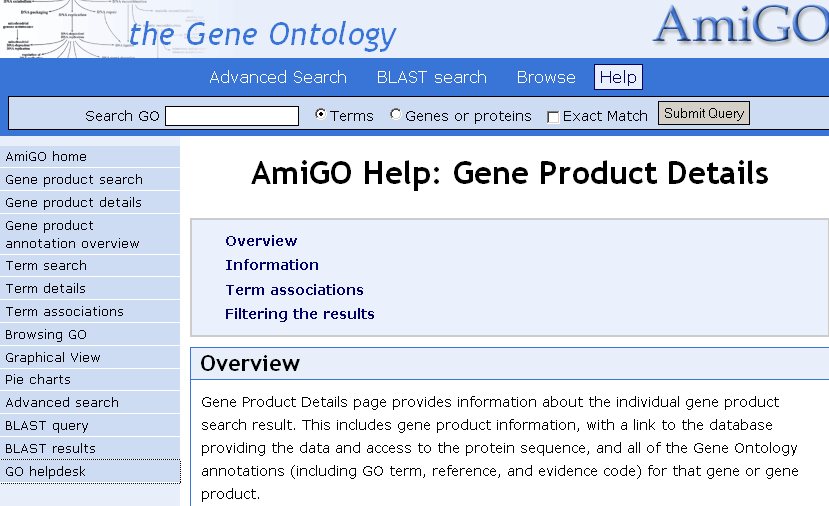 the Gene Ontology
AmiGO
Advanced Search BLAST search Browse Help
Search GO Terms Genes or proteins Exact Match Submit Query
AmiGO home
Gene product search
Gene product details
Gene product
annotation overview
Term search
Term details
Term associations
Browsing GO
Graphical View
Pie charts
Advanced search
BLAST query
BLAST results
GO helpdesk
AmiGO Help: Gene Product Details
Overview
Information
Term associations
Filtering the results
Overview
Gene Product Details page provides information about the individual gene product
search result. This includes gene product information, with a link to the database
providing the data and access to the protein sequence, and all of the Gene Ontology
annotations (including GO term, reference, and evidence code) for that gene or gene
product.